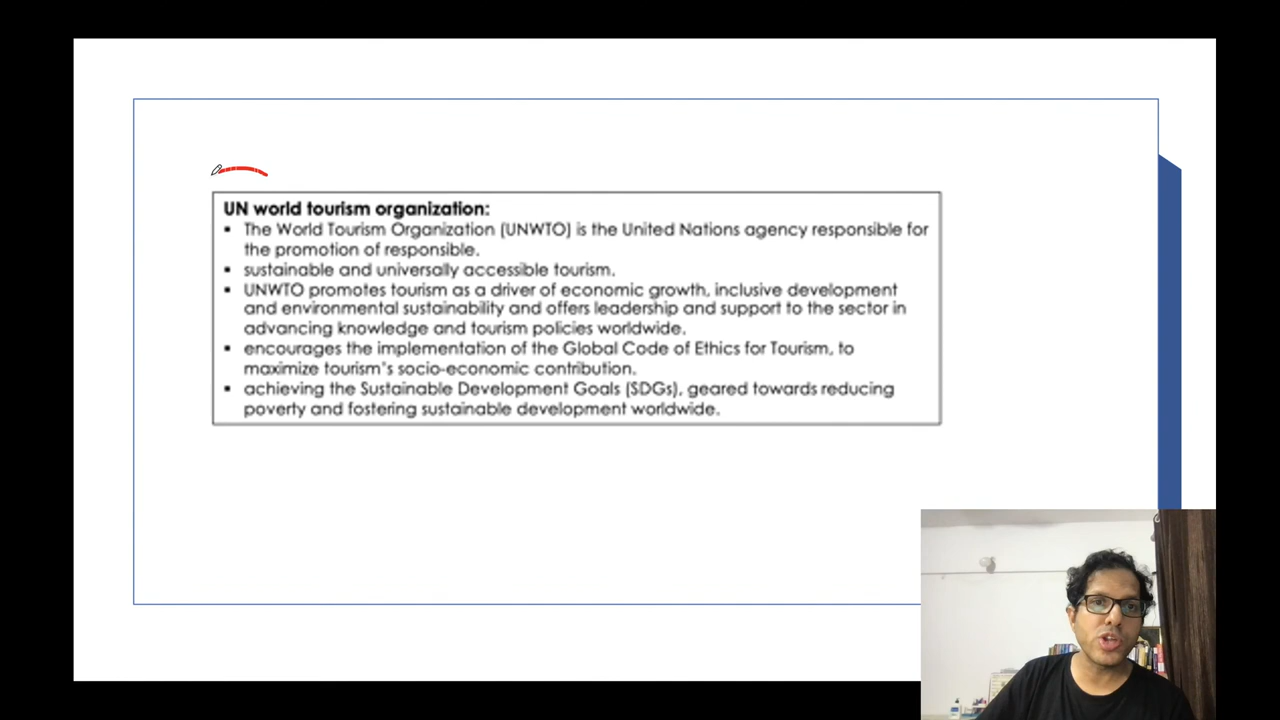 UN world tourism organization:
▪ The World Tourism Organization (UNWTO) is the United Nations agency responsible for
the promotion of responsible.
▪ sustainable and universally accessible tourism.
▪ UNWTO promotes tourism as a driver of economic growth, inclusive development
and environmental sustainability and offers leadership and support to the sector in
advancing knowledge and tourism policies worldwide.
▪ encourages the implementation of the Global Code of Ethics for Tourism, to
maximize tourism's socio-economic contribution.
▪ achieving the Sustainable Development Goals (SDGs), geared towards reducing
poverty and fostering sustainable development worldwide.